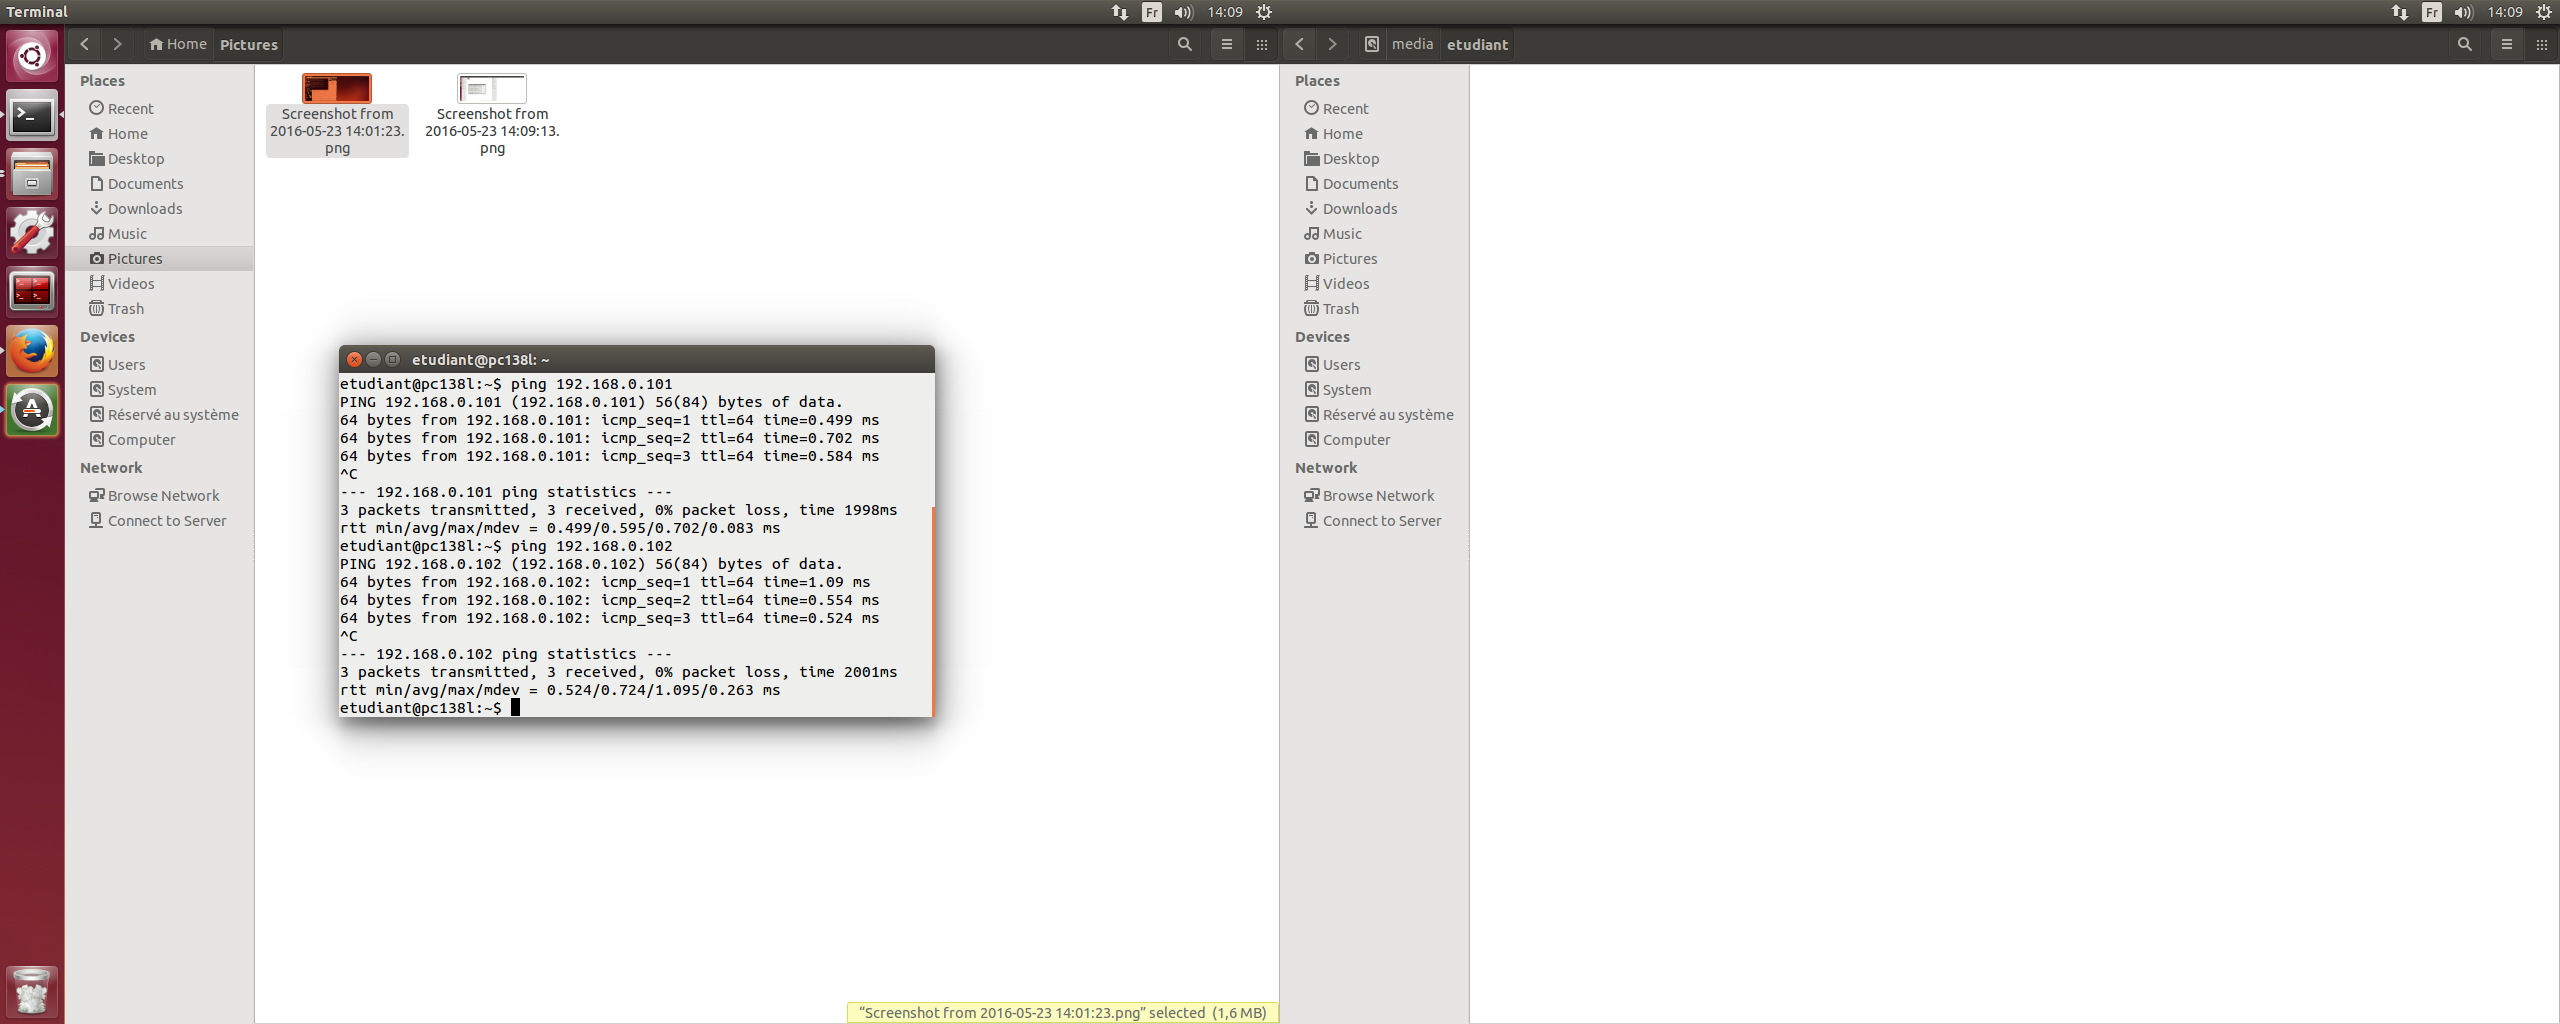 Terminal
Fr
14:09
Fr
14:09
Home
Pictures
media
etudiant
Places
Recent
Home
Desktop
Documents
Downloads
Music
Pictures
Videos
Trash
Devices
Users
System
Réservé au système
Computer
Network
Browse Network
Connect to Server
Screenshot from
2016-05-23 14:01:23.
png
Screenshot from
2016-05-23 14:09:13.
png
etudiant@pc138l: ~
etudiant@pc138l:~$ ping 192.168.0.101
PING 192.168.0.101 (192.168.0.101) 56(84) bytes of data.
64 bytes from 192.168.0.101: icmp_seq=1 ttl=64 time=0.499 ms
64 bytes from 192.168.0.101: icmp_seq=2 ttl=64 time=0.702 ms
64 bytes from 192.168.0.101: icmp_seq=3 ttl=64 time=0.584 ms
^C
--- 192.168.0.101 ping statistics ---
3 packets transmitted, 3 received, 0% packet loss, time 1998ms
rtt min/avg/max/mdev = 0.499/0.595/0.702/0.083 ms
etudiant@pc138l:~$ ping 192.168.0.102
PING 192.168.0.102 (192.168.0.102) 56(84) bytes of data.
64 bytes from 192.168.0.102: icmp_seq=1 ttl=64 time=1.09 ms
64 bytes from 192.168.0.102: icmp_seq=2 ttl=64 time=0.554 ms
64 bytes from 192.168.0.102: icmp_seq=3 ttl=64 time=0.524 ms
^C
--- 192.168.0.102 ping statistics ---
3 packets transmitted, 3 received, 0% packet loss, time 2001ms
rtt min/avg/max/mdev = 0.524/0.724/1.095/0.263 ms
etudiant@pc138l:~$
“Screenshot from 2016-05-23 14:01:23.png” selected (1,6 MB)
Places
Recent
Home
Desktop
Documents
Downloads
Music
Pictures
Videos
Trash
Devices
Users
System
Réservé au système
Computer
Network
Browse Network
Connect to Server